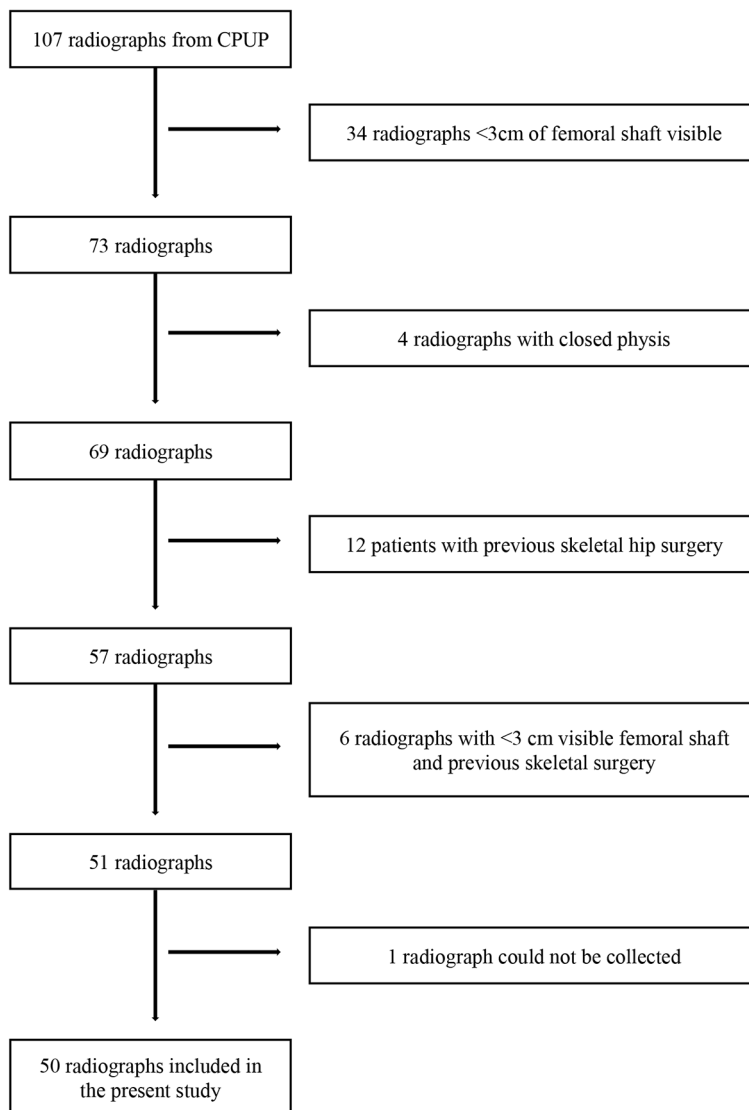 107 radiographs from CPUP
34 radiographs <3cm of femoral shaft visible
73 radiographs
4 radiographs with closed physis
69 radiographs
12 patients with previous skeletal hip surgery
57 radiographs
6 radiographs with <3 cm visible femoral shaft
and previous skeletal surgery
51 radiographs
1 radiograph could not be collected
50 radiographs included in
the present study